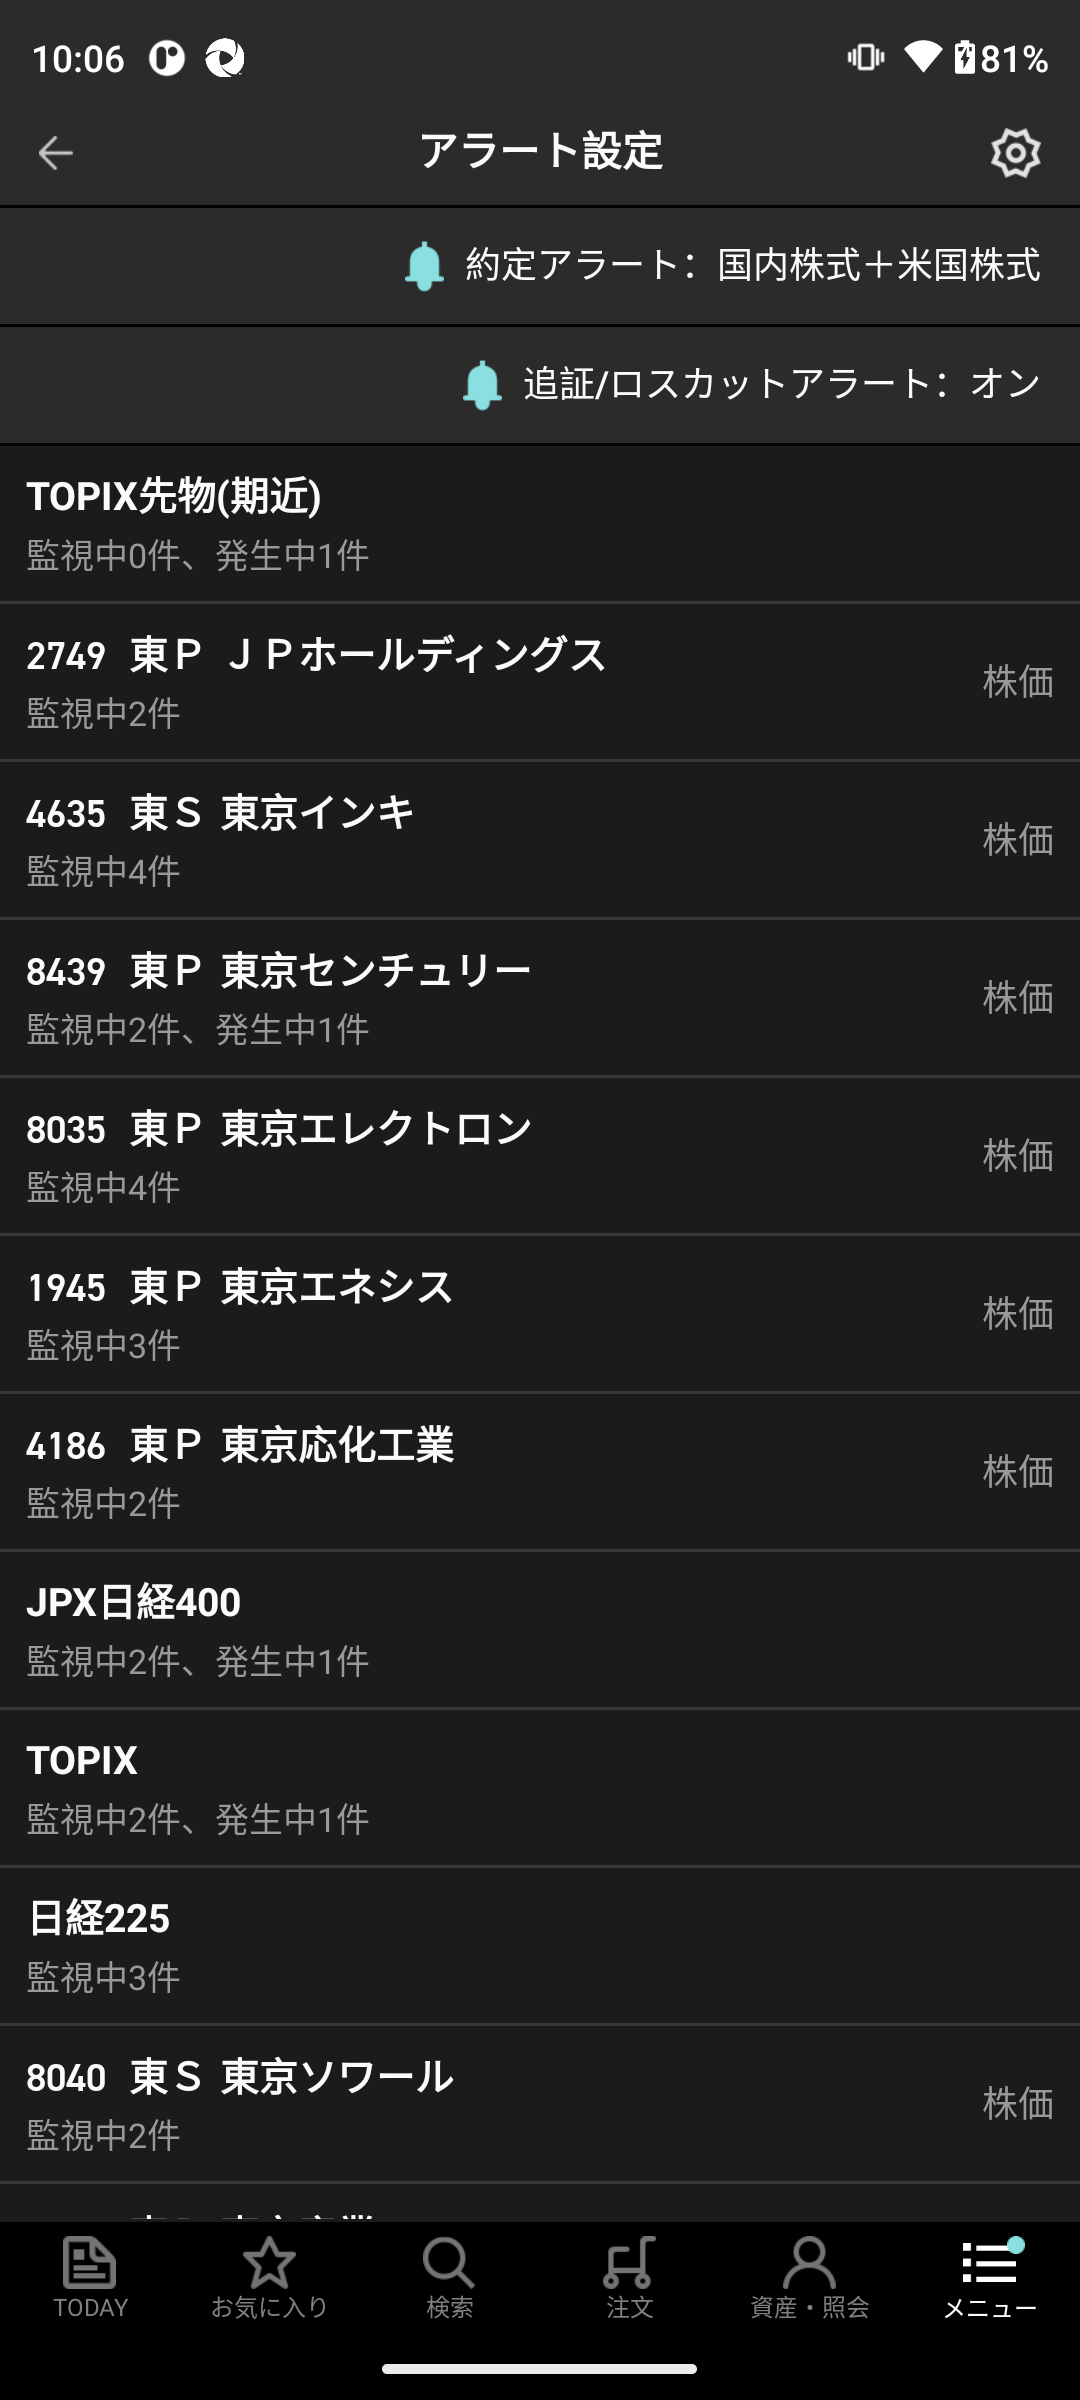 10:06
81%
アラート設定
約定アラート：国内株式＋米国株式
追証/ロスカットアラート：オン
TOPIX先物(期近)
監視中0件、発生中1件
2749 東Ｐ ＪＰホールディングス
監視中2件
株価
4635 東Ｓ 東京インキ
監視中4件
株価
8439 東Ｐ 東京センチュリー
監視中2件、発生中1件
株価
8035 東Ｐ 東京エレクトロン
監視中4件
株価
1945 東Ｐ 東京エネシス
監視中3件
株価
4186 東Ｐ 東京応化工業
監視中2件
株価
JPX日経400
監視中2件、発生中1件
TOPIX
監視中2件、発生中1件
日経225
監視中3件
8040 東Ｓ 東京ソワール
監視中2件
株価
TODAY
お気に入り
検索
注文
資産・照会
メニュー